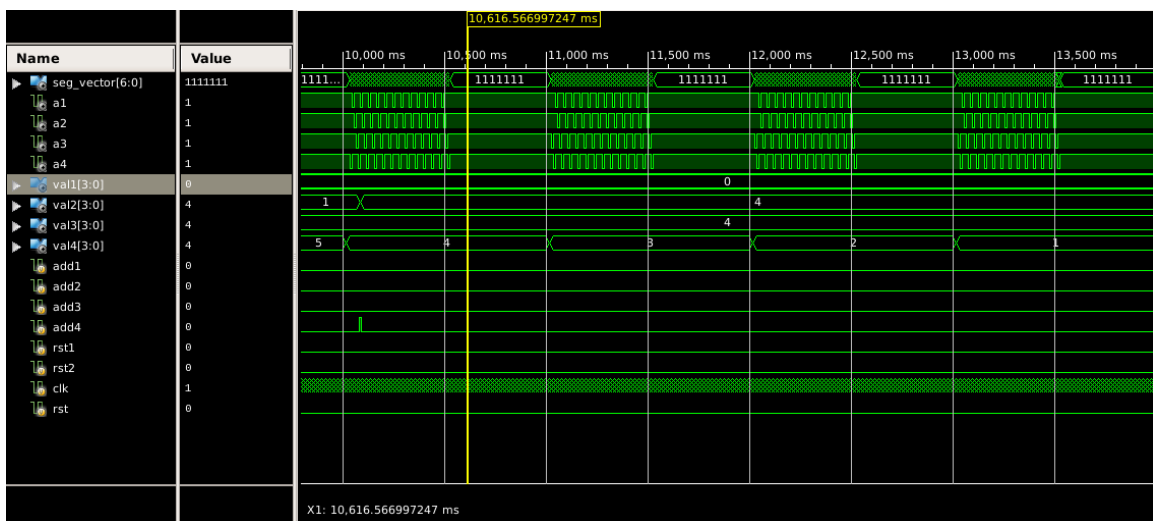 10,616.566997247 ms
Name Value 10,000 ms 10,500 ms 11,000 ms 11,500 ms 12,000 ms 12,500 ms 13,000 ms 13,500 ms
seg_vector[6:0] 1111111 1111... 1111111 1111111 1111111 1111111
a1 1
a2 1
a3 1
a4 1
val1[3:0] 0 0
val2[3:0] 4 1 4
val3[3:0] 4 4
val4[3:0] 4 5 4 3 2 1
add1 0
add2 0
add3 0
add4 0
rst1 0
rst2 0
clk 1
rst 0
X1: 10,616.566997247 ms